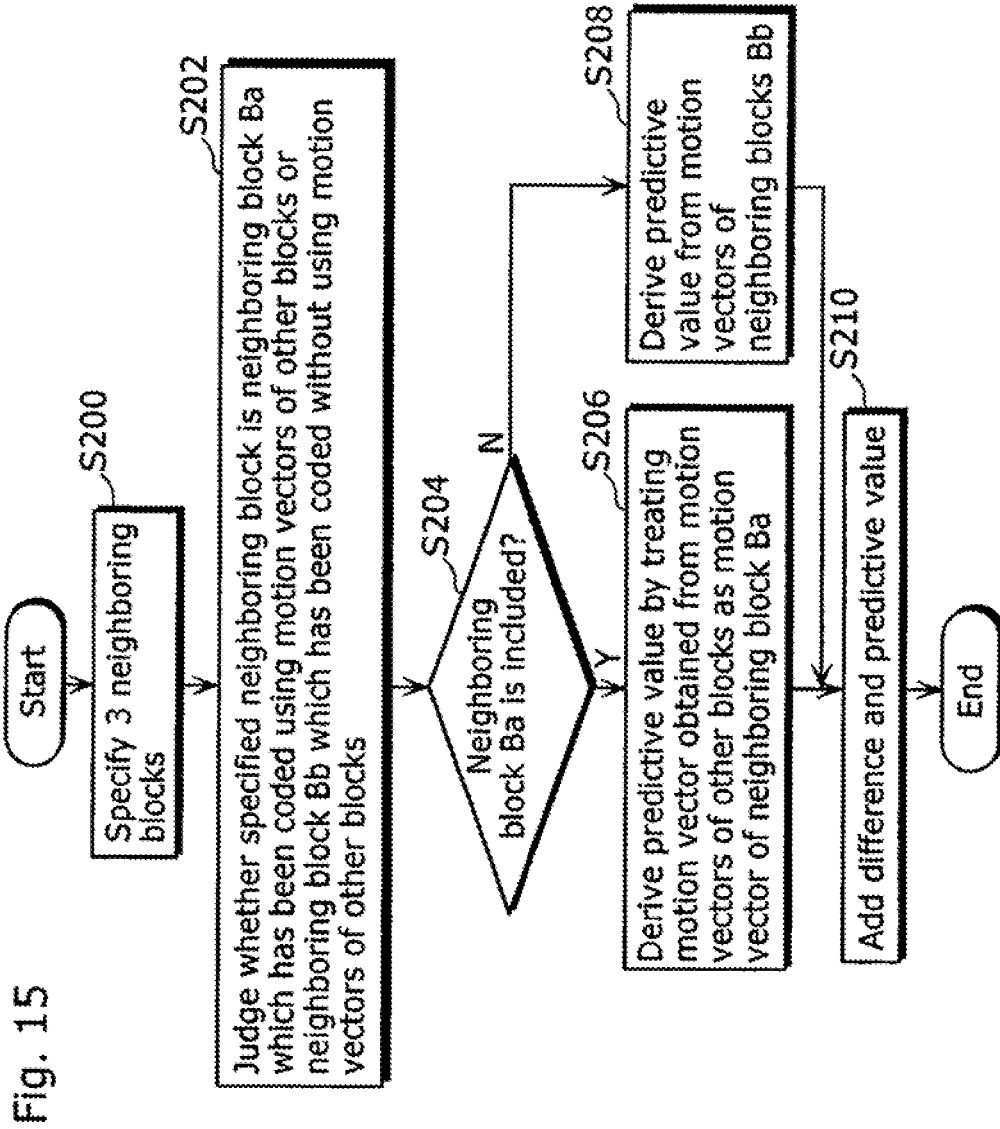 Fig. 15
Start
S200
Specify 3 neighboring
blocks
S202
Judge whether specified neighboring block is neighboring block Ba
which has been coded using motion vectors of other blocks or
neighboring block Bb which has been coded without using motion
vectors of other blocks
S204
Neighboring
block Ba is included?
N
Y
S206
Derive predictive value by treating
motion vector obtained from motion
vectors of other blocks as motion
vector of neighboring block Ba
S208
Derive predictive
value from motion
vectors of
neighboring blocks Bb
S210
Add difference and predictive value
End